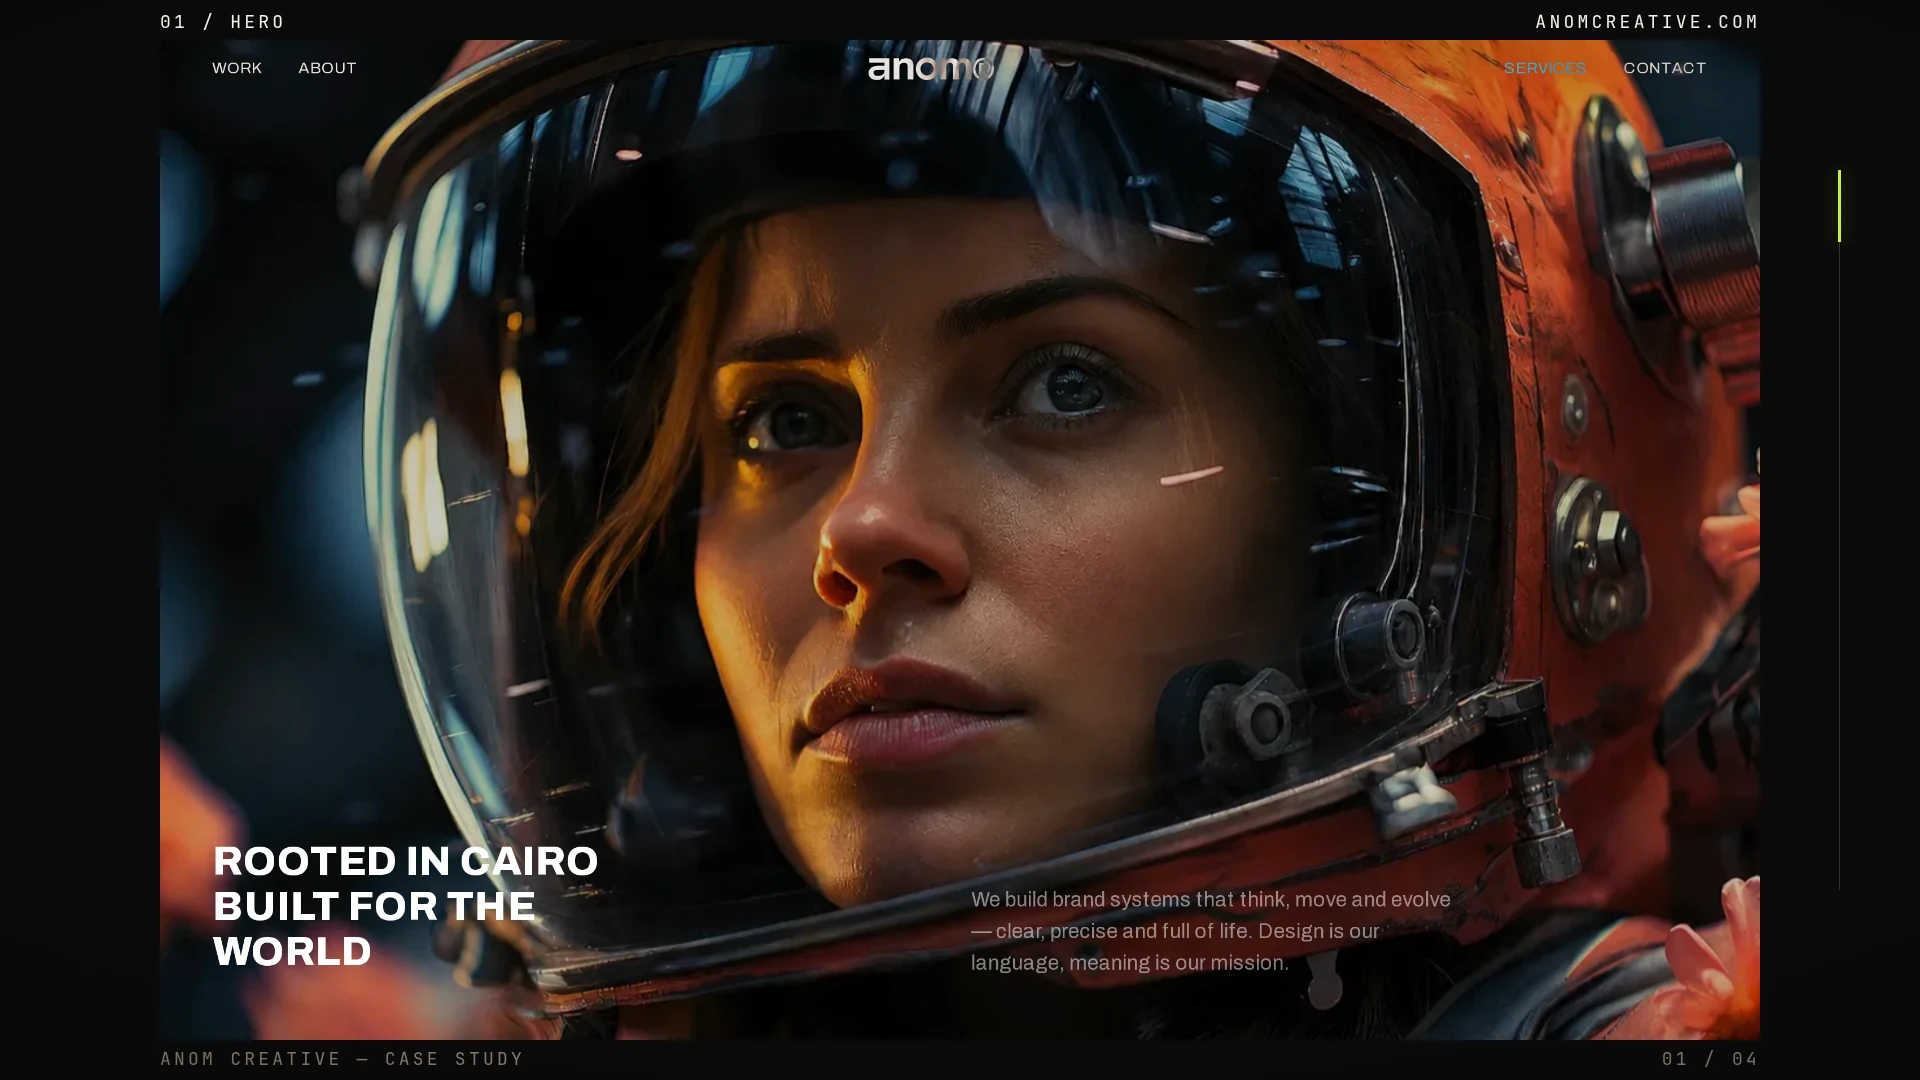 01 / HERO
ANOMCREATIVE.COM
WORK
ABOUT
anom
SERVICES
CONTACT
ROOTED IN CAIRO
BUILT FOR THE
WORLD
We build brand systems that think, move and evolve
— clear, precise and full of life. Design is our
language, meaning is our mission.
ANOM CREATIVE — CASE STUDY
01 / 04